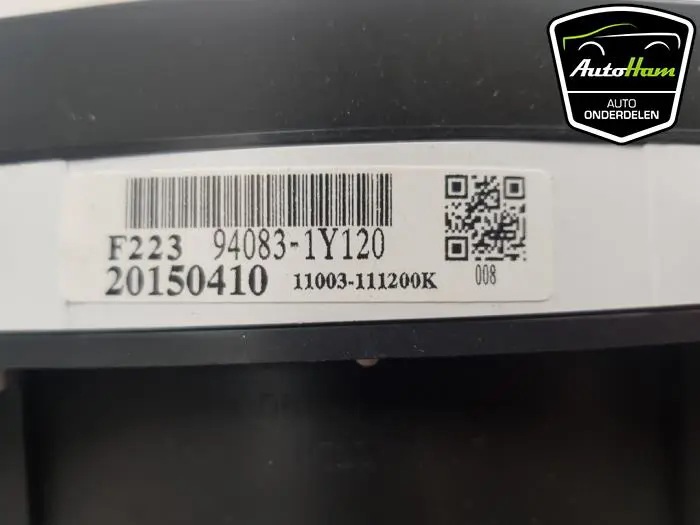 AutoHam
AUTO
ONDERDELEN
F223 94083-1Y120
20150410 11003-111200K
008